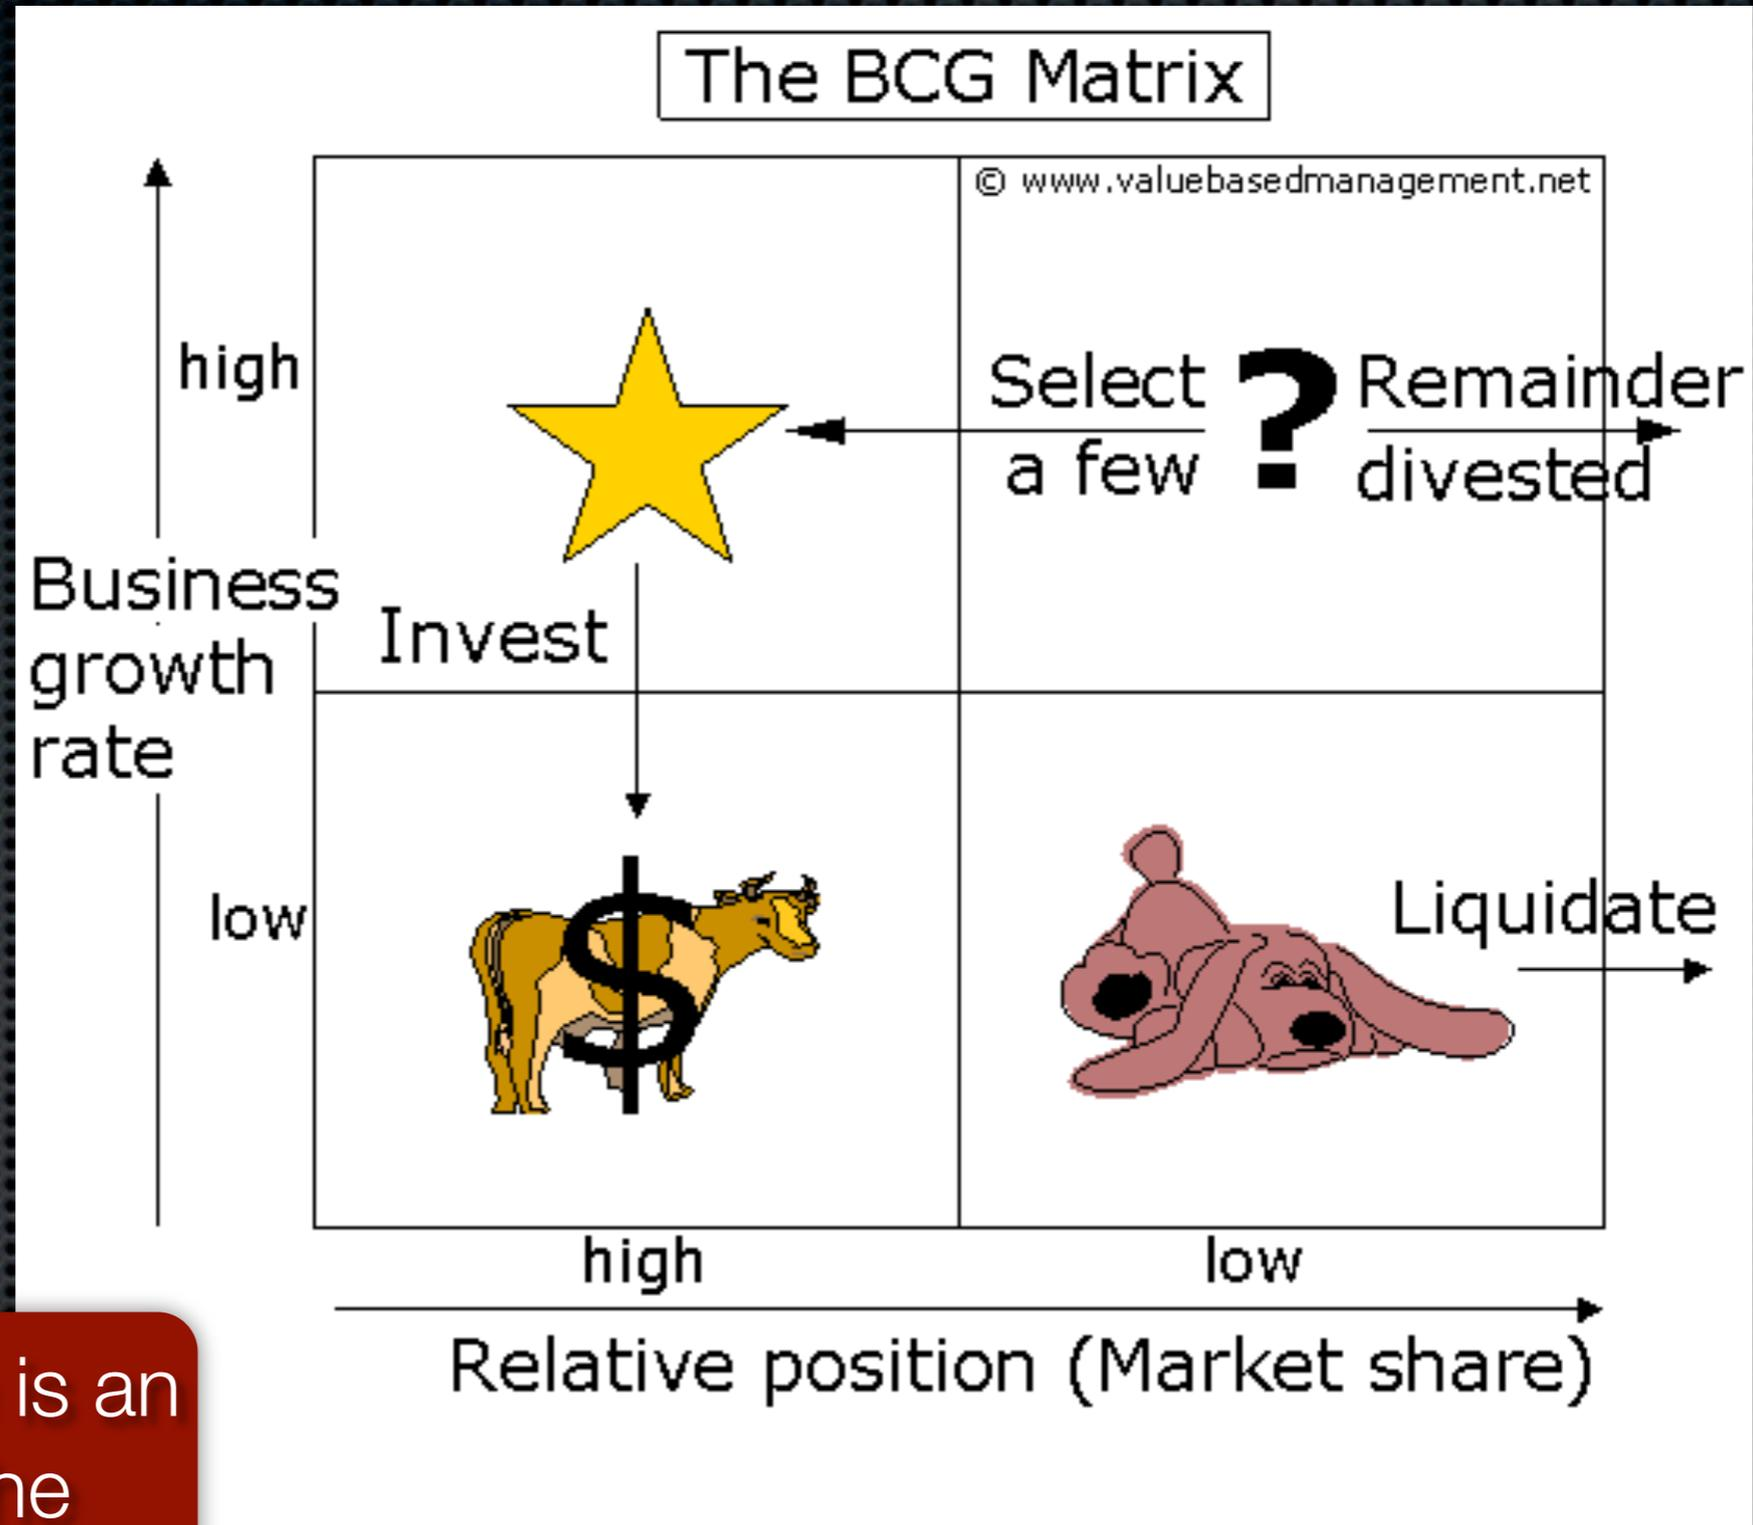 The BCG Matrix
© www.valuebasedmanagement.net
high
Select
a few
?
Remainder
divested
Business
growth
rate
Invest
low
$
Liquidate
high
low
Relative position (Market share)
is an